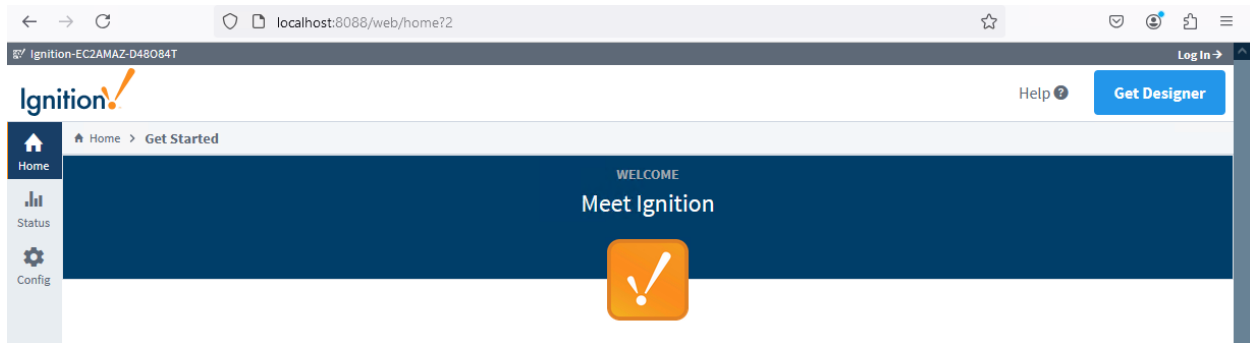 localhost:8088/web/home?2
Ignition-EC2AMAZ-D48O84T
Log In
Ignition
Help
Get Designer
Home
Home > Get Started
WELCOME
Meet Ignition
Status
Config